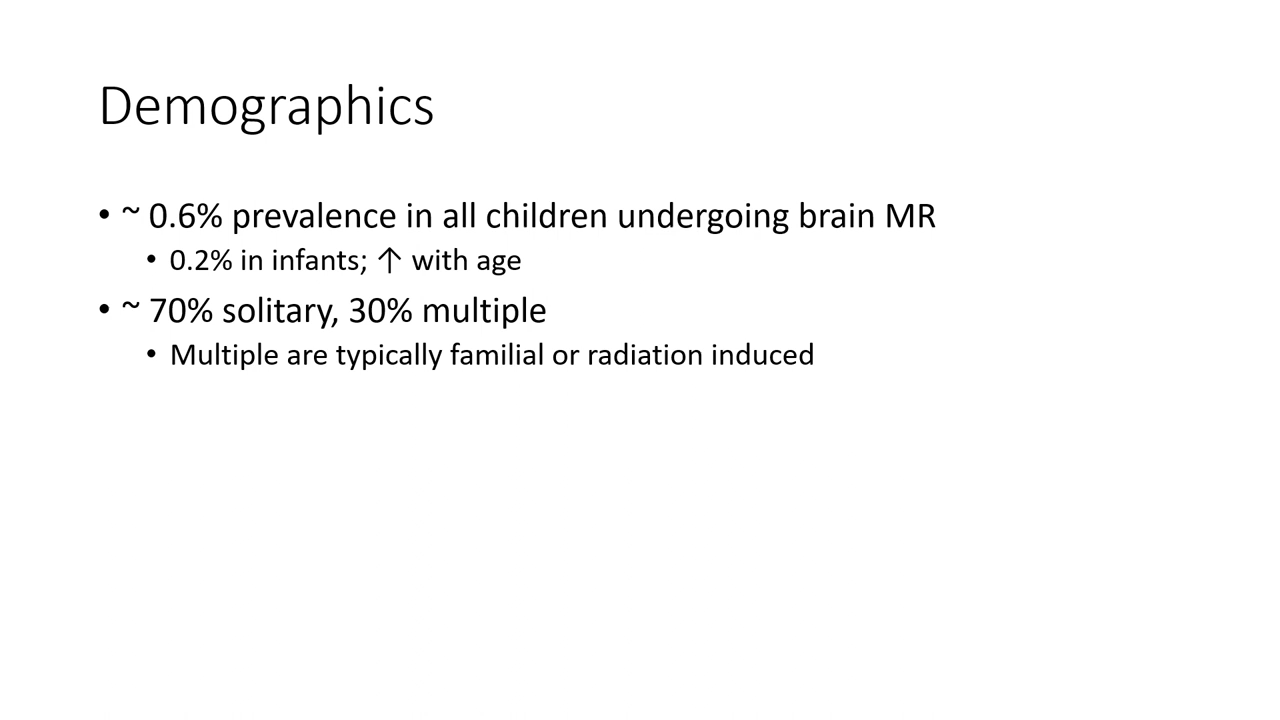 Demographics
• ~ 0.6% prevalence in all children undergoing brain MR
• 0.2% in infants; ↑ with age
• ~ 70% solitary, 30% multiple
• Multiple are typically familial or radiation induced